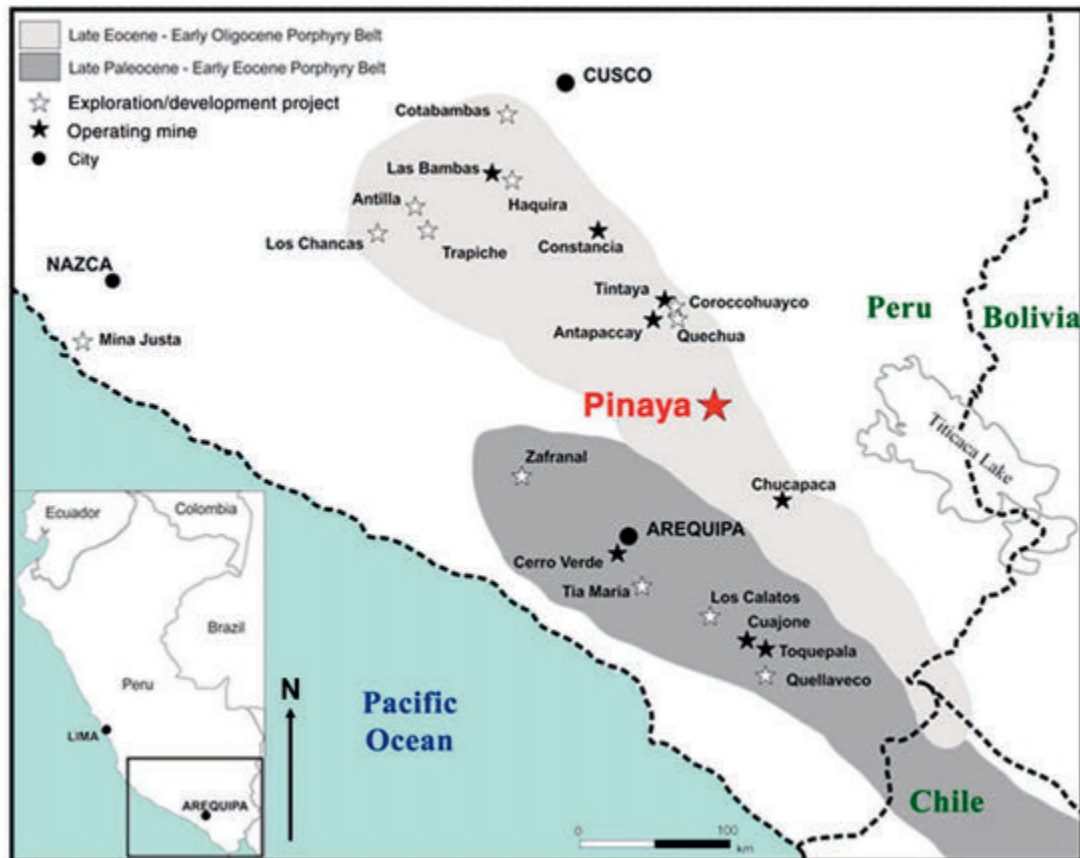 Late Eocene - Early Oligocene Porphyry Belt
Late Paleocene - Early Eocene Porphyry Belt
Exploration/development project
Operating mine
City
CUSCO
Cotabambas
Las Bambas
Haquira
Antilla
Los Chancas
Trapiche
Constancia
NAZCA
Mina Justa
Tintaya
Coroccohuayco
Antapaccay
Quechua
Peru
Bolivia
Pinaya
Titicaca Lake
Zafranal
Chucapaca
AREQUIPA
Cerro Verde
Tia Maria
Los Calatos
Cuajone
Toquepala
Quellaveco
Pacific
Ocean
Chile
N
0
100
km
Ecuador
Colombia
Brazil
Peru
LIMA
AREQUIPA